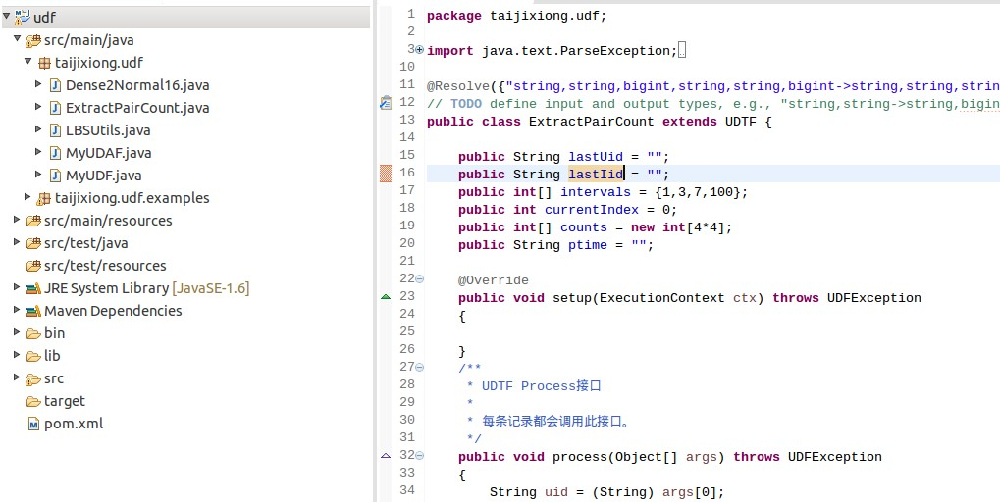 udf
src/main/java
taijixiong.udf
Dense2Normal16.java
ExtractPairCount.java
LBSUtils.java
MyUDAF.java
MyUDF.java
taijixiong.udf.examples
src/main/resources
src/test/java
src/test/resources
JRE System Library [JavaSE-1.6]
Maven Dependencies
bin
lib
src
target
pom.xml
1 package taijixiong.udf;
2
3 import java.text.ParseException;
10
11 @Resolve({"string,string,bigint,string,string,bigint->string,string,strin
12 // TODO define input and output types, e.g., "string,string->string,bigin
13 public class ExtractPairCount extends UDTF {
14
15 public String lastUid = "";
16 public String lastIid = "";
17 public int[] intervals = {1,3,7,100};
18 public int currentIndex = 0;
19 public int[] counts = new int[4*4];
20 public String ptime = "";
21
22 @Override
23 public void setup(ExecutionContext ctx) throws UDFException
24 {
25
26 }
27 /**
28 * UDTF Process接口
29 *
30 * 每条记录都会调用此接口。
31 */
32 public void process(Object[] args) throws UDFException
33 {
34 String uid = (String) args[0];